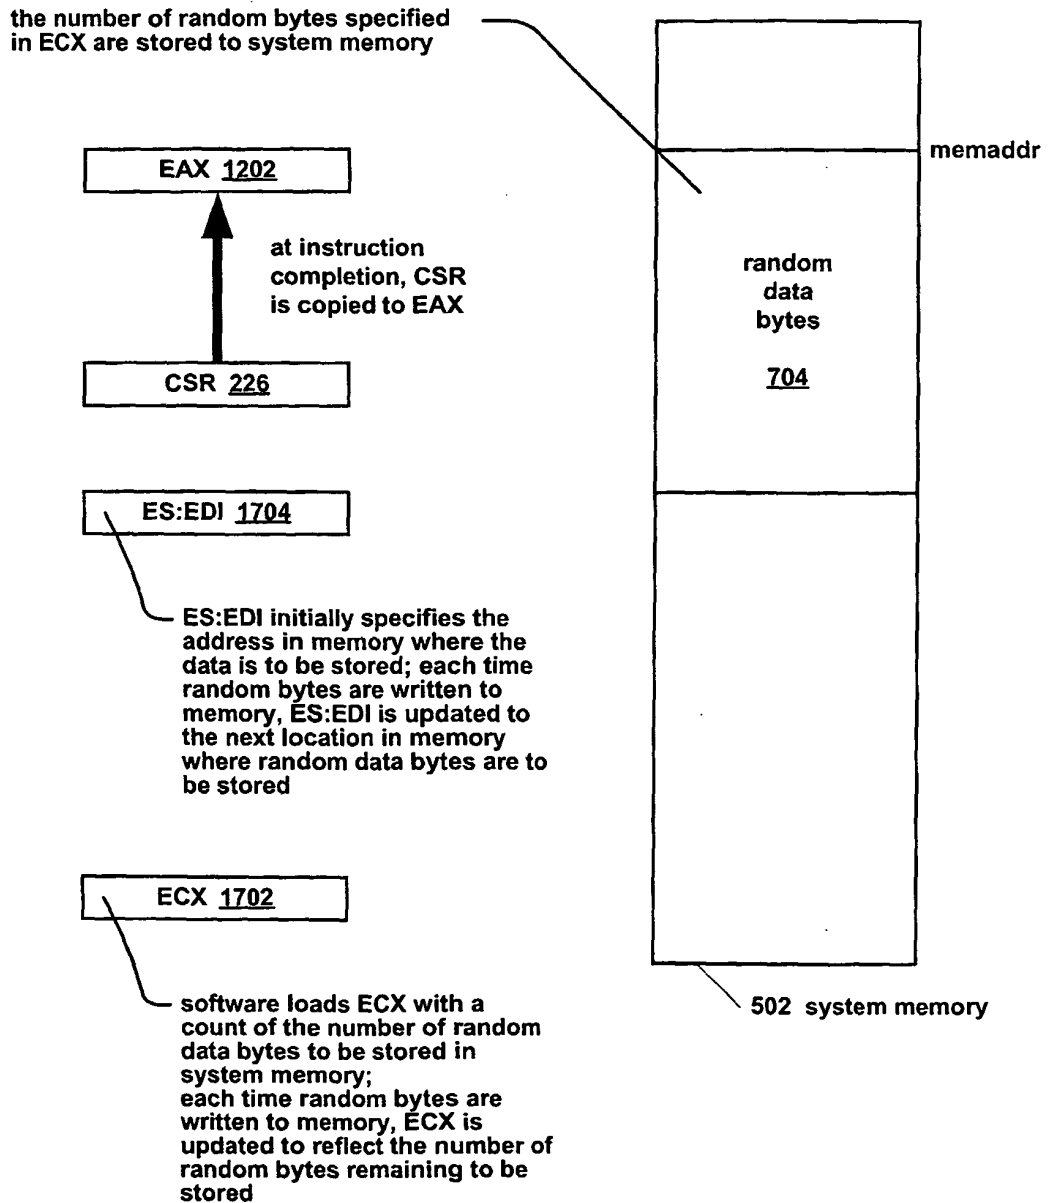 the number of random bytes specified
in ECX are stored to system memory
memaddr
EAX 1202
at instruction
completion, CSR
is copied to EAX
random
data
bytes
704
CSR 226
ES:EDI 1704
ES:EDI initially specifies the
address in memory where the
data is to be stored; each time
random bytes are written to
memory, ES:EDI is updated to
the next location in memory
where random data bytes are to
be stored
ECX 1702
software loads ECX with a
count of the number of random
data bytes to be stored in
system memory;
each time random bytes are
written to memory, ECX is
updated to reflect the number of
random bytes remaining to be
stored
502 system memory